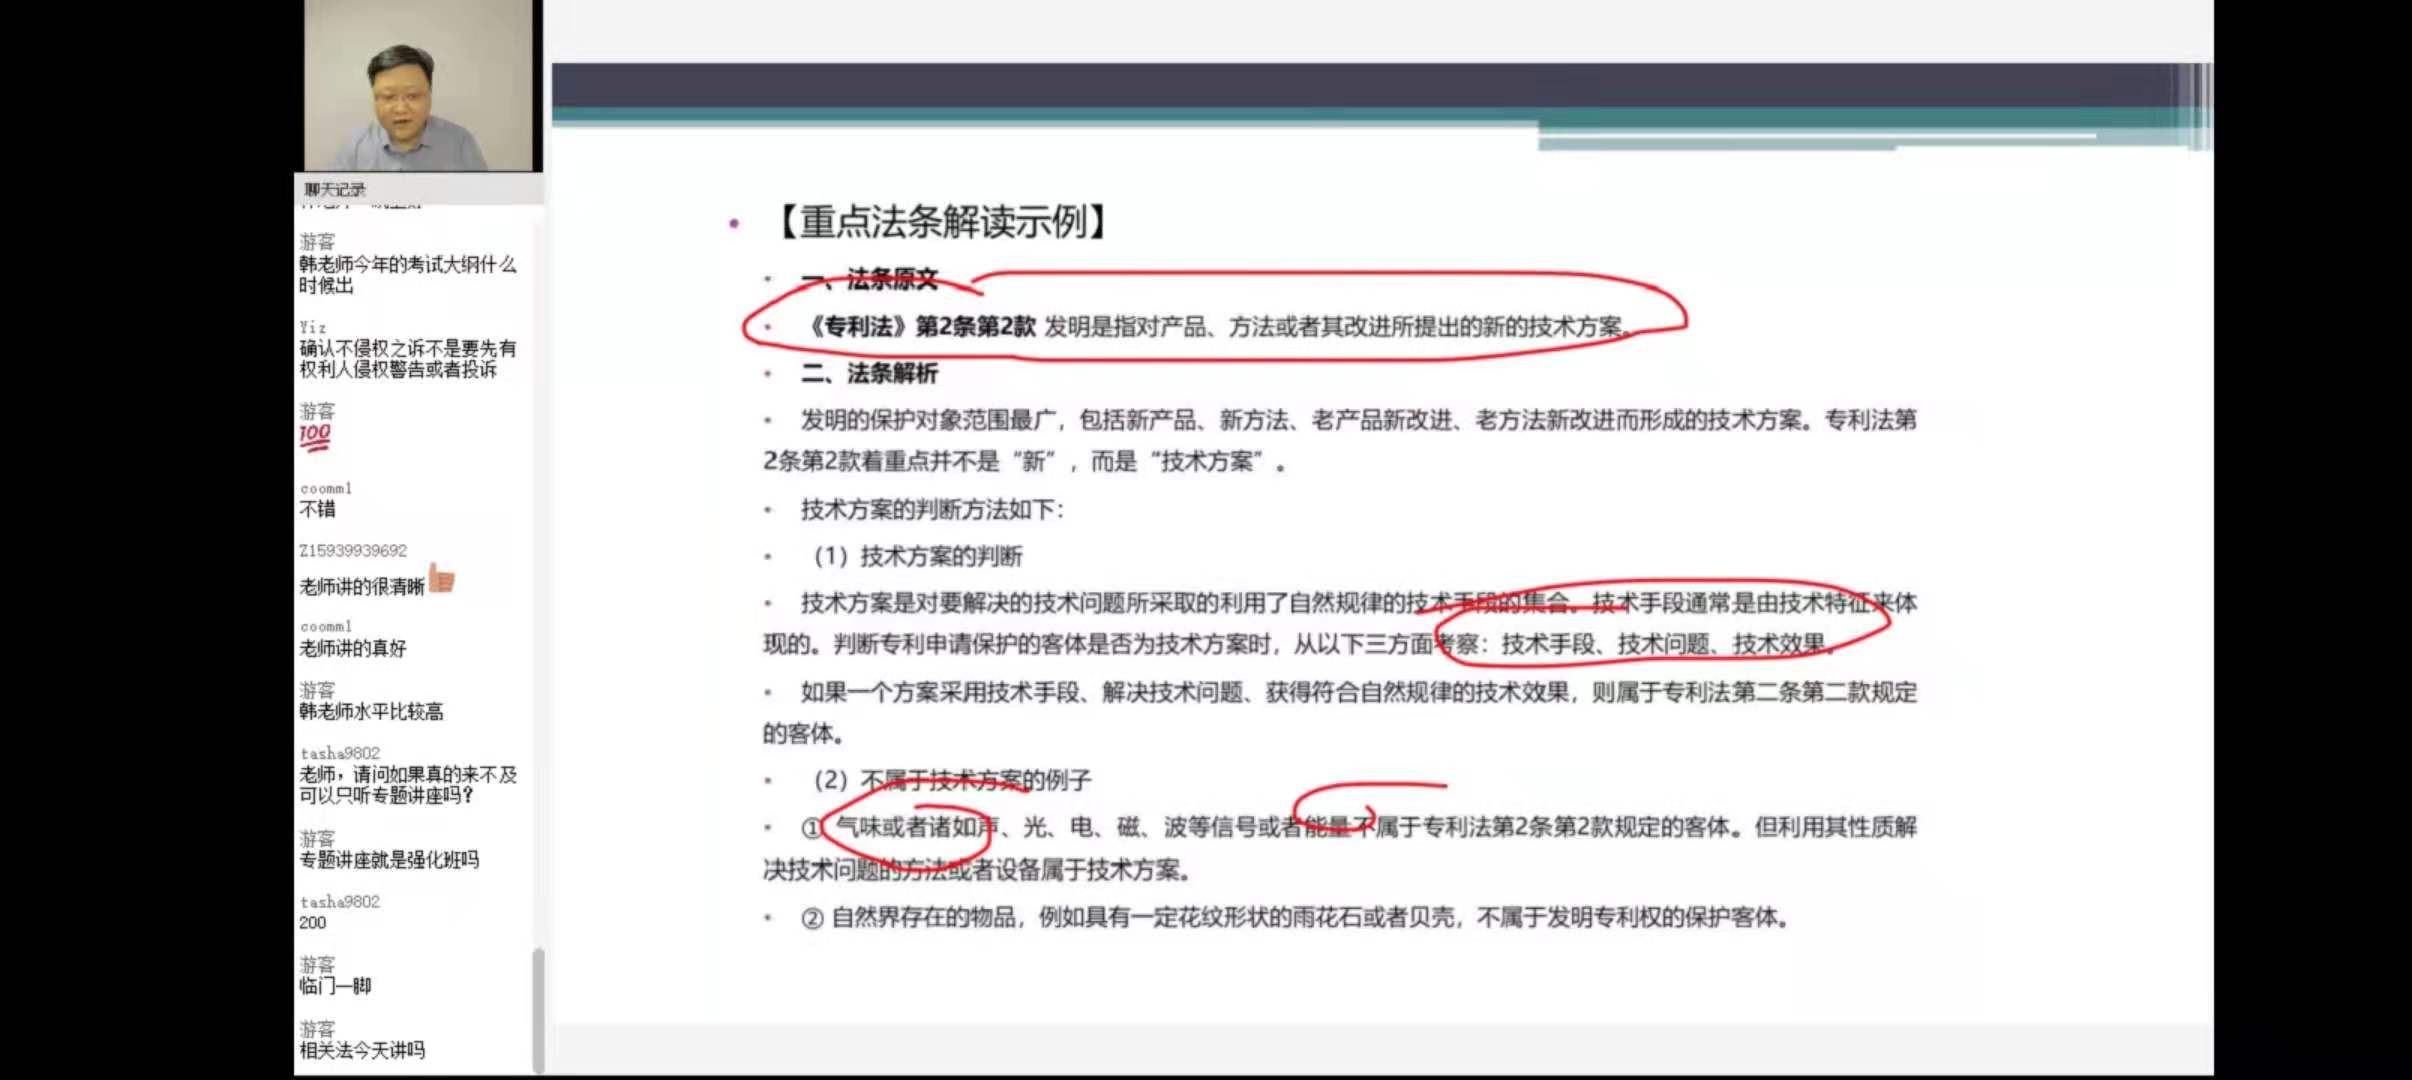 聊天记录
游客
韩老师今年的考试大纲什么
时候出
Yiz
确认不侵权之诉不是要先有
权利人侵权警告或者投诉
游客
100
coomml
不错
Z15939939692
老师讲的很清晰
coomml
老师讲的真好
游客
韩老师水平比较高
tasha9802
老师，请问如果真的来不及
可以只听专题讲座吗？
游客
专题讲座就是强化班吗
tasha9802
200
游客
临门一脚
游客
相关法今天讲吗
• 【重点法条解读示例】
• 一、法条原文
• 《专利法》第2条第2款 发明是指对产品、方法或者其改进所提出的新的技术方案。
• 二、法条解析
• 发明的保护对象范围最广，包括新产品、新方法、老产品新改进、老方法新改进而形成的技术方案。专利法第
2条第2款着重点并不是“新”，而是“技术方案”。
• 技术方案的判断方法如下：
• （1）技术方案的判断
• 技术方案是对要解决的技术问题所采取的利用了自然规律的技术手段的集合。技术手段通常是由技术特征来体
现的。判断专利申请保护的客体是否为技术方案时，从以下三方面考察：技术手段、技术问题、技术效果。
• 如果一个方案采用技术手段、解决技术问题、获得符合自然规律的技术效果，则属于专利法第二条第二款规定
的客体。
• （2）不属于技术方案的例子
• ① 气味或者诸如声、光、电、磁、波等信号或者能量不属于专利法第2条第2款规定的客体。但利用其性质解
决技术问题的方法或者设备属于技术方案。
• ② 自然界存在的物品，例如具有一定花纹形状的雨花石或者贝壳，不属于发明专利权的保护客体。